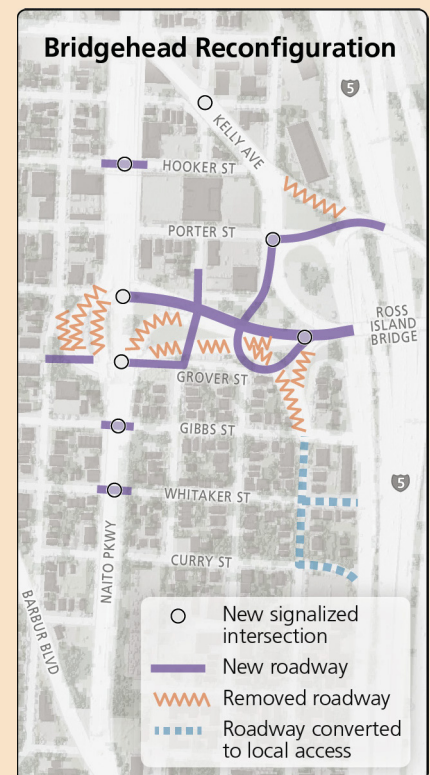 Bridgehead Reconfiguration
5
KELLY AVE
HOOKER ST
PORTER ST
ROSS
ISLAND
BRIDGE
GROVER ST
GIBBS ST
5
WHITAKER ST
NAITO PKWY
CURRY ST
BARBUR BLVD
New signalized
intersection
New roadway
Removed roadway
Roadway converted
to local access